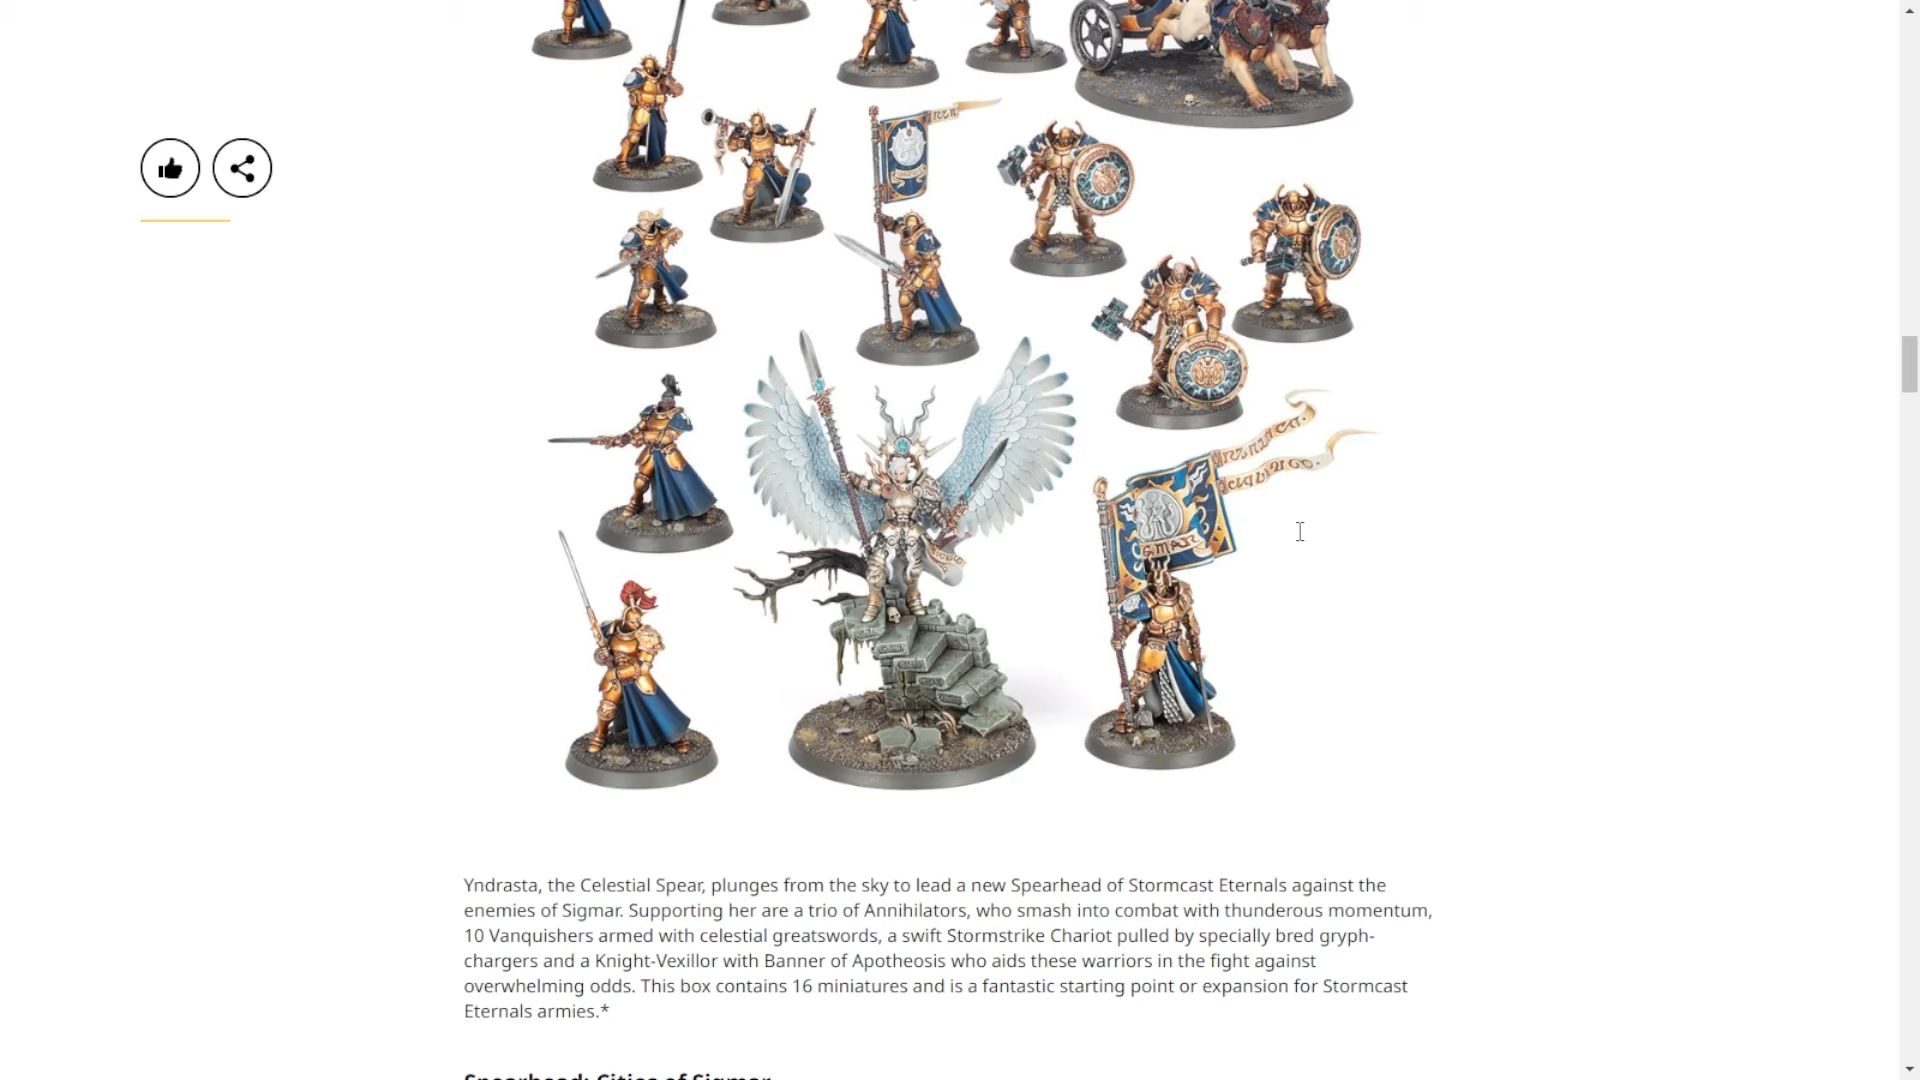 Yndrasta, the Celestial Spear, plunges from the sky to lead a new Spearhead of Stormcast Eternals against the
enemies of Sigmar. Supporting her are a trio of Annihilators, who smash into combat with thunderous momentum,
10 Vanquishers armed with celestial greatswords, a swift Stormstrike Chariot pulled by specially bred gryph-
chargers and a Knight-Vexillor with Banner of Apotheosis who aids these warriors in the fight against
overwhelming odds. This box contains 16 miniatures and is a fantastic starting point or expansion for Stormcast
Eternals armies.*
Spearhead: Cities of Sigmar